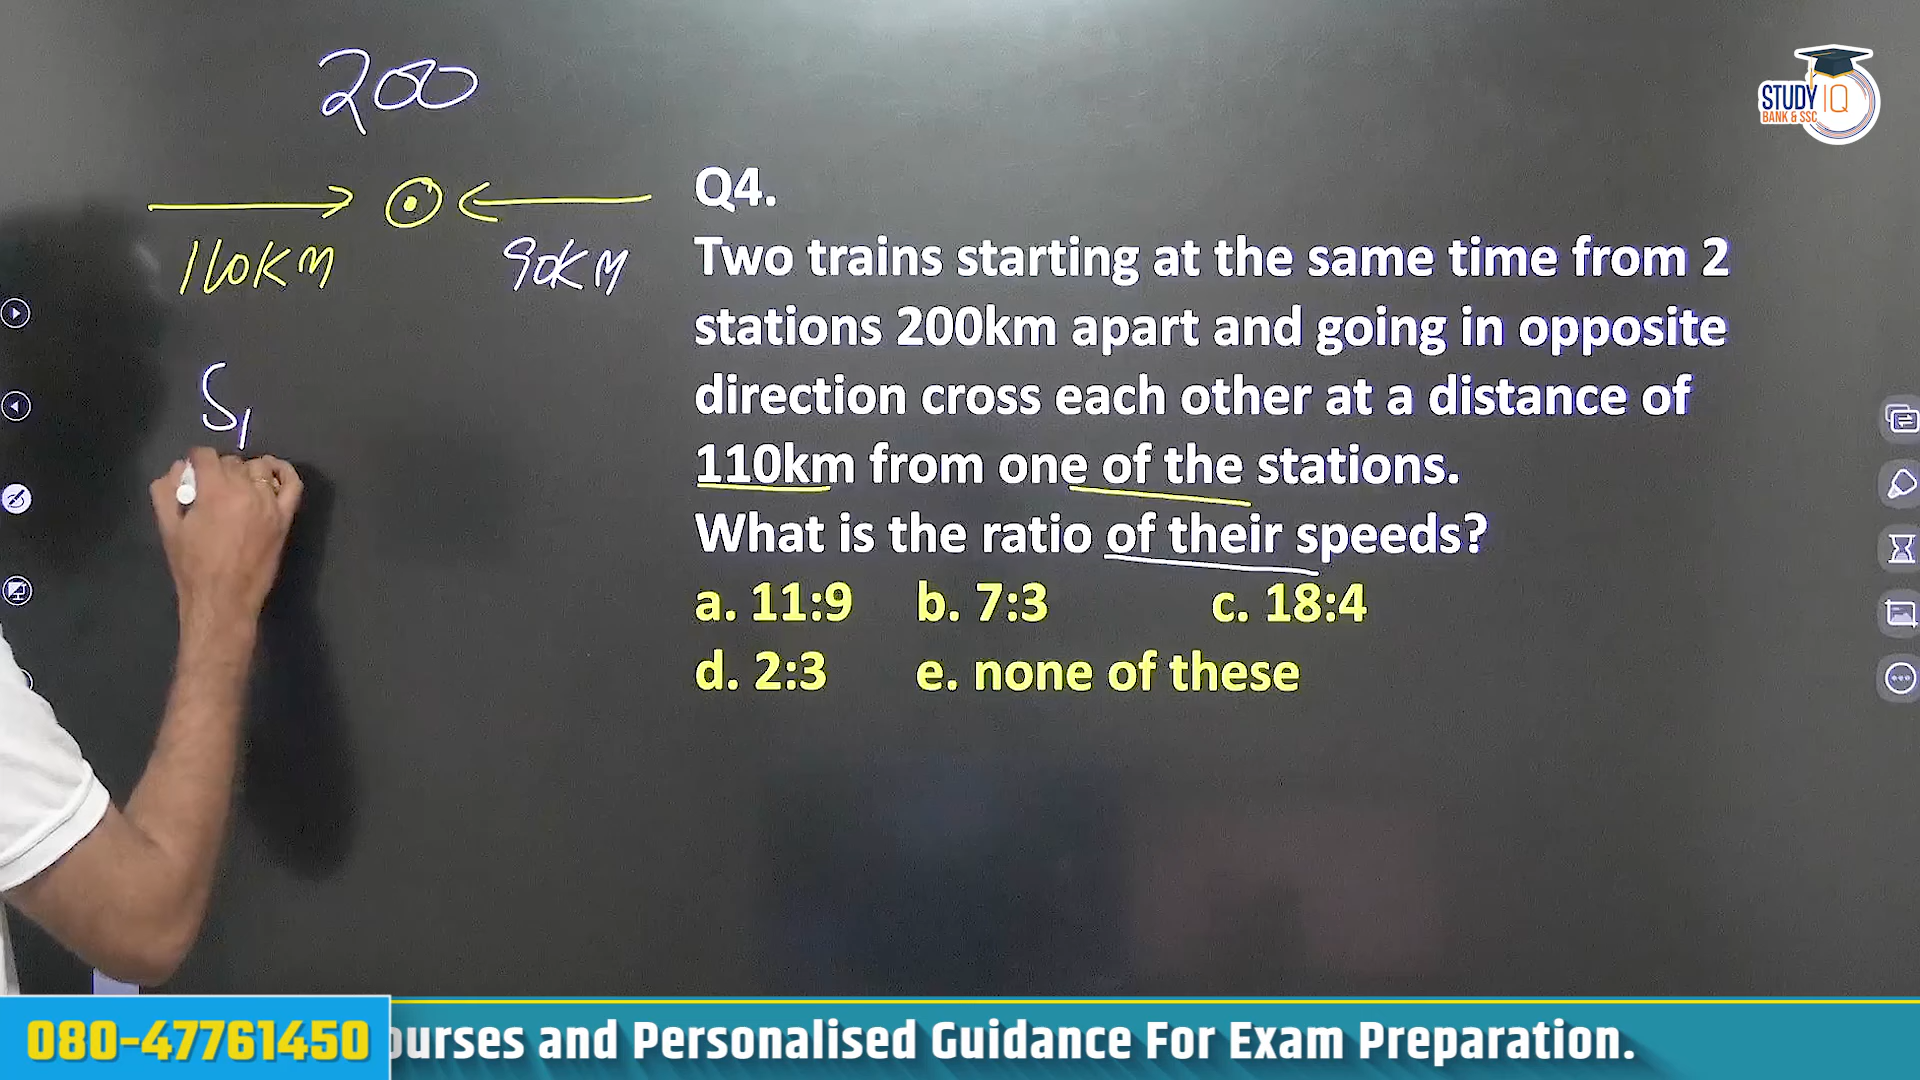 200
110KM
90KM
S1
STUDY IQ
BANK & SSC
Q4.
Two trains starting at the same time from 2
stations 200km apart and going in opposite
direction cross each other at a distance of
110km from one of the stations.
What is the ratio of their speeds?
a. 11:9 b. 7:3 c. 18:4
d. 2:3 e. none of these
080-47761450
ourses and Personalised Guidance For Exam Preparation.